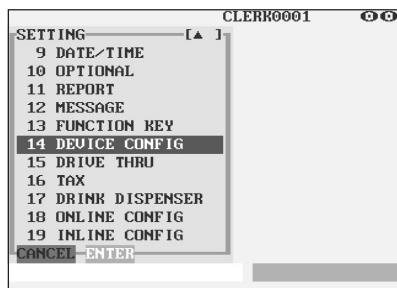 CLERK0001 00
SETTING [▲ ]
9 DATE/TIME
10 OPTIONAL
11 REPORT
12 MESSAGE
13 FUNCTION KEY
14 DEVICE CONFIG
15 DRIVE THRU
16 TAX
17 DRINK DISPENSER
18 ONLINE CONFIG
19 INLINE CONFIG
CANCEL ENTER